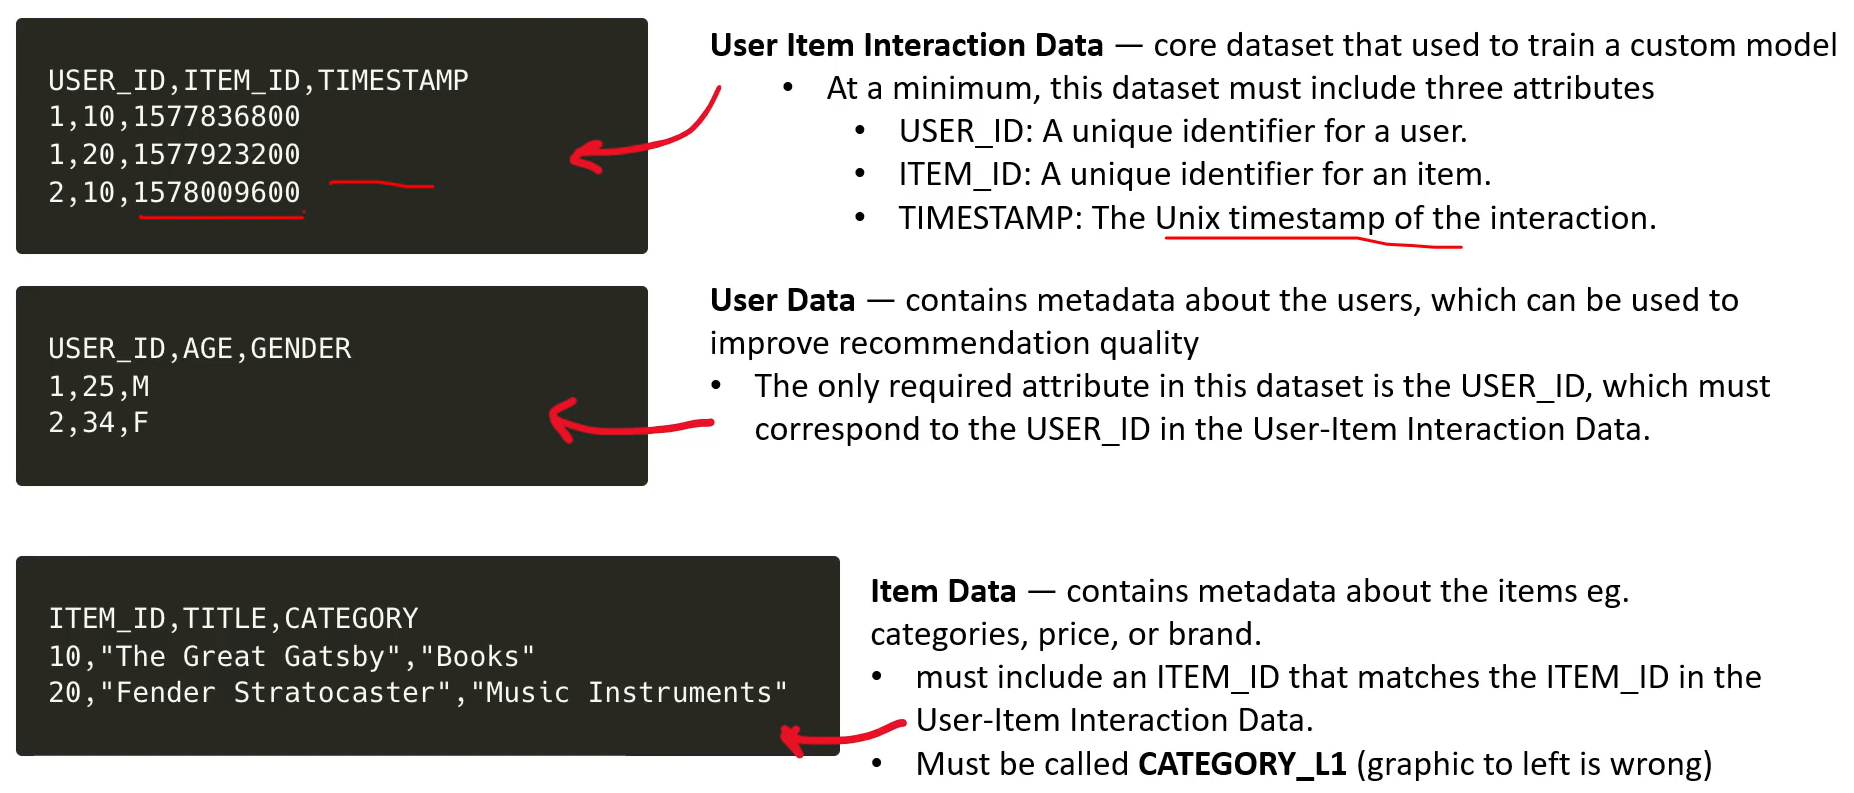 USER_ID,ITEM_ID,TIMESTAMP
1,10,1577836800
1,20,1577923200
2,10,1578009600
User Item Interaction Data — core dataset that used to train a custom model
• At a minimum, this dataset must include three attributes
• USER_ID: A unique identifier for a user.
• ITEM_ID: A unique identifier for an item.
• TIMESTAMP: The Unix timestamp of the interaction.
USER_ID,AGE,GENDER
1,25,M
2,34,F
User Data — contains metadata about the users, which can be used to
improve recommendation quality
• The only required attribute in this dataset is the USER_ID, which must
correspond to the USER_ID in the User-Item Interaction Data.
ITEM_ID,TITLE,CATEGORY
10,"The Great Gatsby","Books"
20,"Fender Stratocaster","Music Instruments"
Item Data — contains metadata about the items eg.
categories, price, or brand.
• must include an ITEM_ID that matches the ITEM_ID in the
User-Item Interaction Data.
• Must be called CATEGORY_L1 (graphic to left is wrong)